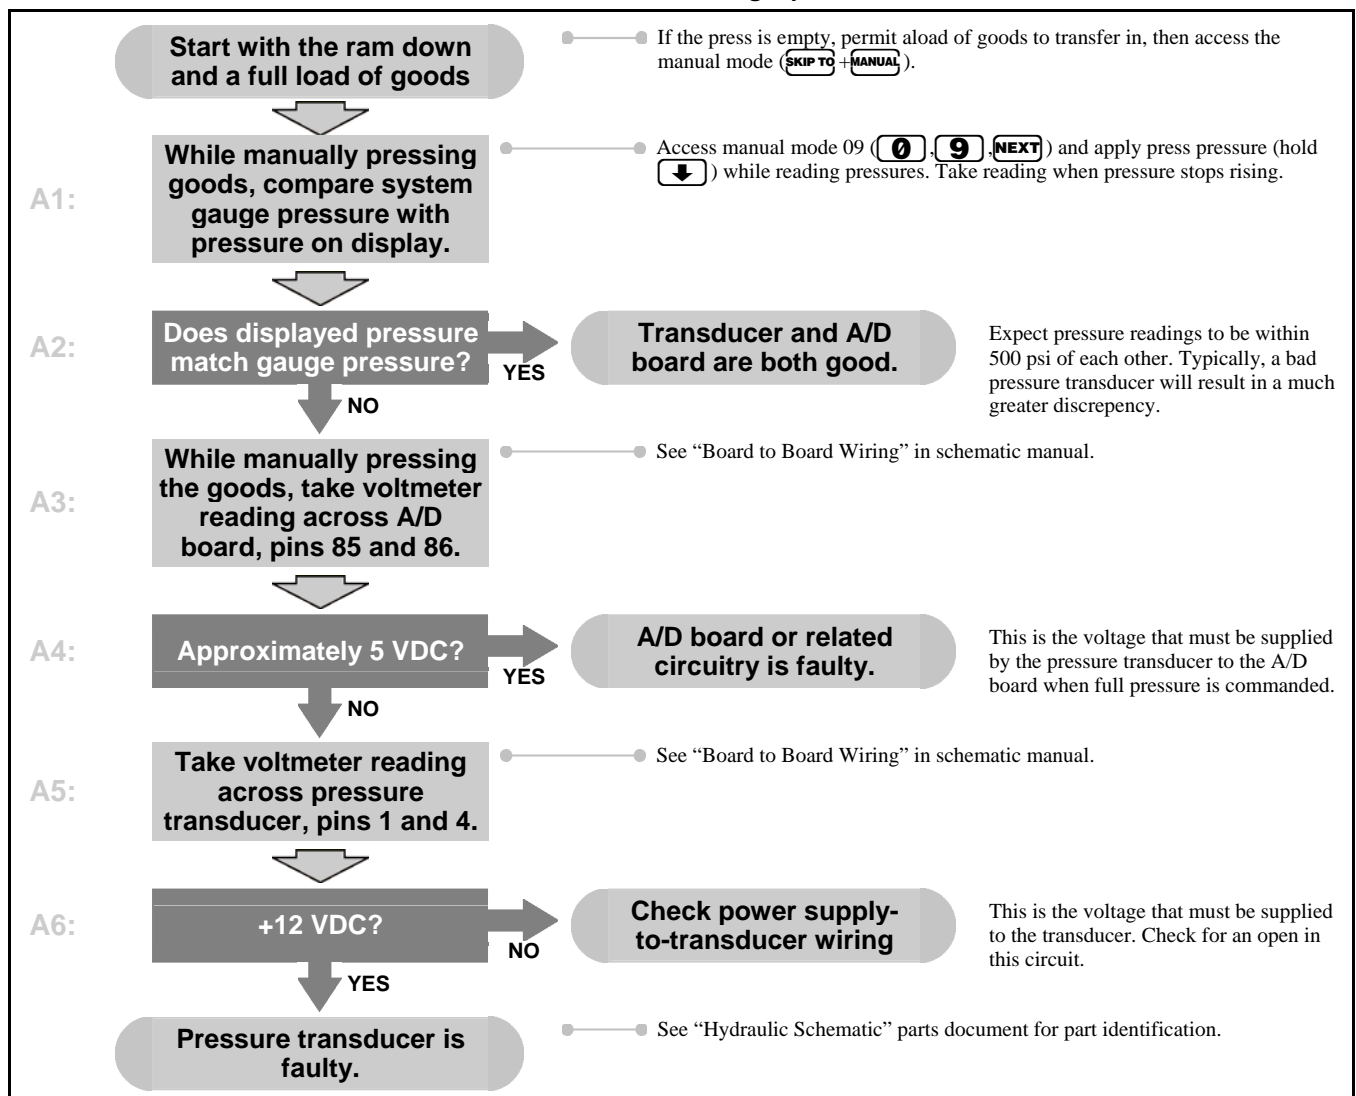 Start with the ram down
and a full load of goods
If the press is empty, permit aload of goods to transfer in, then access the
manual mode (SKIP TO+MANUAL).
A1:
While manually pressing
goods, compare system
gauge pressure with
pressure on display.
Access manual mode 09 (0,9,NEXT) and apply press pressure (hold
🡇) while reading pressures. Take reading when pressure stops rising.
A2:
Does displayed pressure
match gauge pressure?
YES
Transducer and A/D
board are both good.
Expect pressure readings to be within
500 psi of each other. Typically, a bad
pressure transducer will result in a much
greater discrepency.
NO
A3:
While manually pressing
the goods, take voltmeter
reading across A/D
board, pins 85 and 86.
See “Board to Board Wiring” in schematic manual.
A4:
Approximately 5 VDC?
YES
A/D board or related
circuitry is faulty.
This is the voltage that must be supplied
by the pressure transducer to the A/D
board when full pressure is commanded.
NO
A5:
Take voltmeter reading
across pressure
transducer, pins 1 and 4.
See “Board to Board Wiring” in schematic manual.
A6:
+12 VDC?
NO
Check power supply-
to-transducer wiring
This is the voltage that must be supplied
to the transducer. Check for an open in
this circuit.
YES
Pressure transducer is
faulty.
See “Hydraulic Schematic” parts document for part identification.